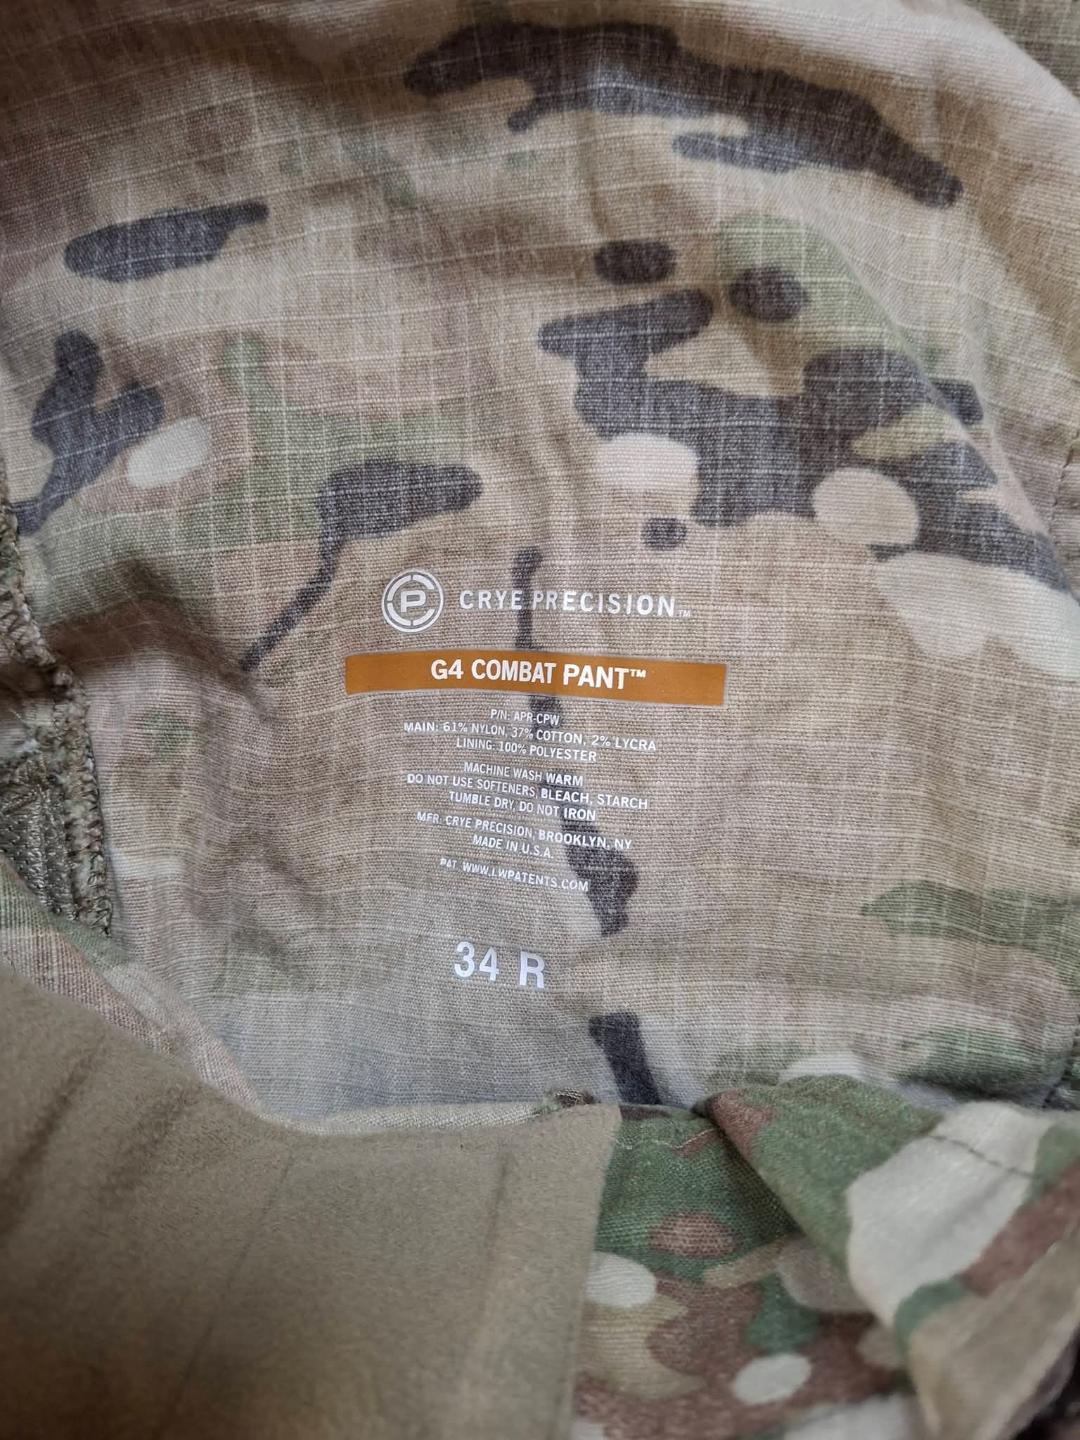 CP CRYE PRECISION™
G4 COMBAT PANT™
P/N: APR-CPW
MAIN: 61% NYLON, 37% COTTON, 2% LYCRA
LINING: 100% POLYESTER
MACHINE WASH WARM
DO NOT USE SOFTENERS, BLEACH, STARCH
TUMBLE DRY, DO NOT IRON
MFR: CRYE PRECISION, BROOKLYN, NY
MADE IN U.S.A.
PAT. WWW.LWPATENTS.COM
34 R